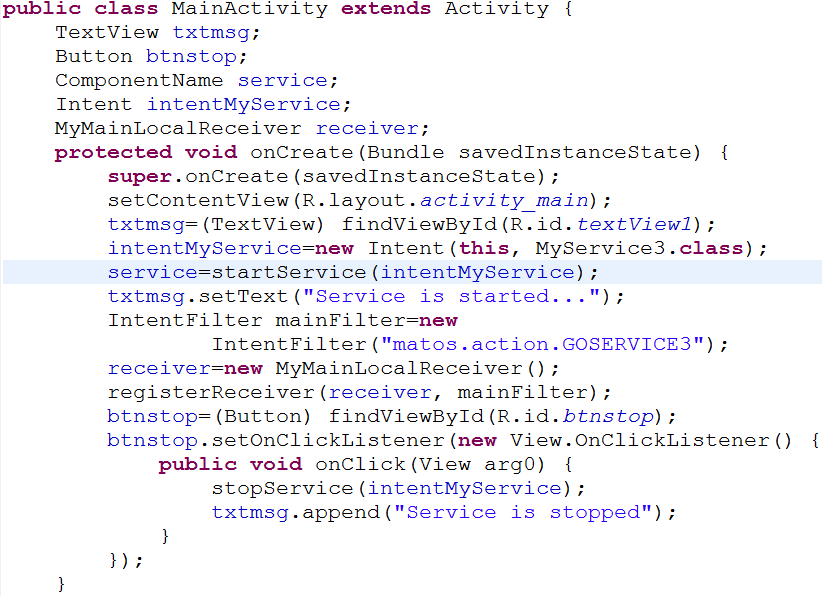 public class MainActivity extends Activity {
    TextView txtmsg;
    Button btnstop;
    ComponentName service;
    Intent intentMyService;
    MyMainLocalReceiver receiver;
    protected void onCreate(Bundle savedInstanceState) {
        super.onCreate(savedInstanceState);
        setContentView(R.layout.activity_main);
        txtmsg=(TextView) findViewById(R.id.textView1);
        intentMyService=new Intent(this, MyService3.class);
        service=startService(intentMyService);
        txtmsg.setText("Service is started...");
        IntentFilter mainFilter=new
                IntentFilter("matos.action.GOSERVICE3");
        receiver=new MyMainLocalReceiver();
        registerReceiver(receiver, mainFilter);
        btnstop=(Button) findViewById(R.id.btnstop);
        btnstop.setOnClickListener(new View.OnClickListener() {
            public void onClick(View arg0) {
                stopService(intentMyService);
                txtmsg.append("Service is stopped");
            }
        });
    }